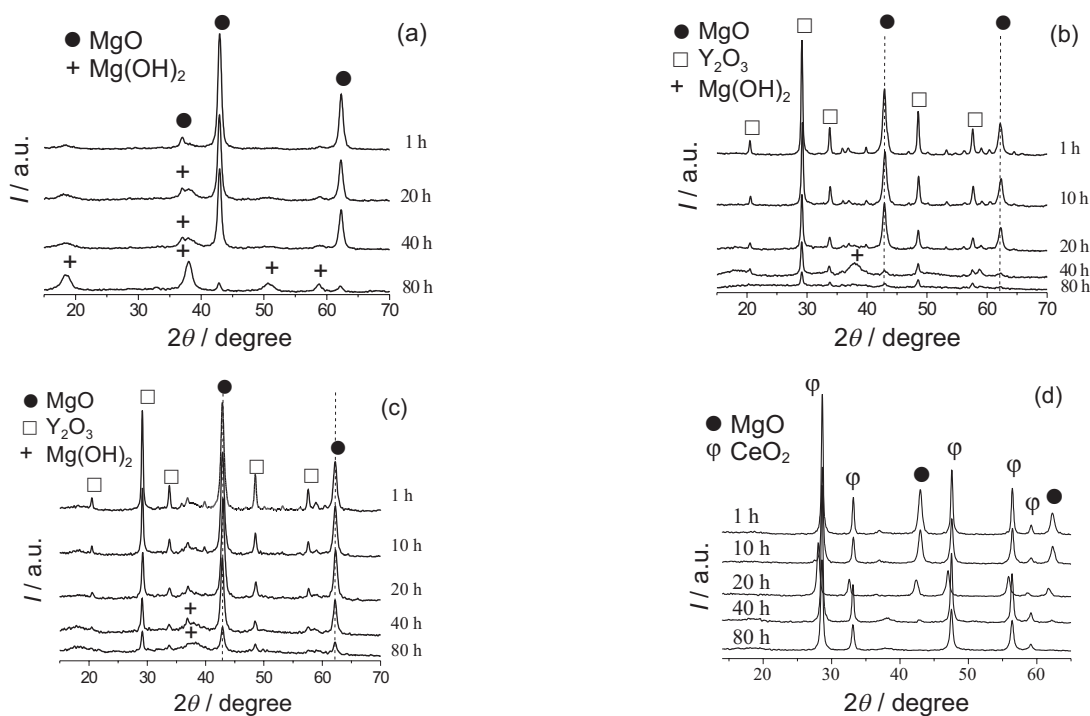 (a)
● MgO
+ Mg(OH)₂
1 h
20 h
40 h
80 h
I / a.u.
20 30 40 50 60 70
2θ / degree
(b)
● MgO
□ Y₂O₃
+ Mg(OH)₂
1 h
10 h
20 h
40 h
80 h
I / a.u.
20 30 40 50 60 70
2θ / degree
(c)
● MgO
□ Y₂O₃
+ Mg(OH)₂
1 h
10 h
20 h
40 h
80 h
I / a.u.
20 30 40 50 60 70
2θ / degree
(d)
● MgO
φ CeO₂
φ φ φ φ φ
1 h
10 h
20 h
40 h
80 h
I / a.u.
20 30 40 50 60
2θ / degree